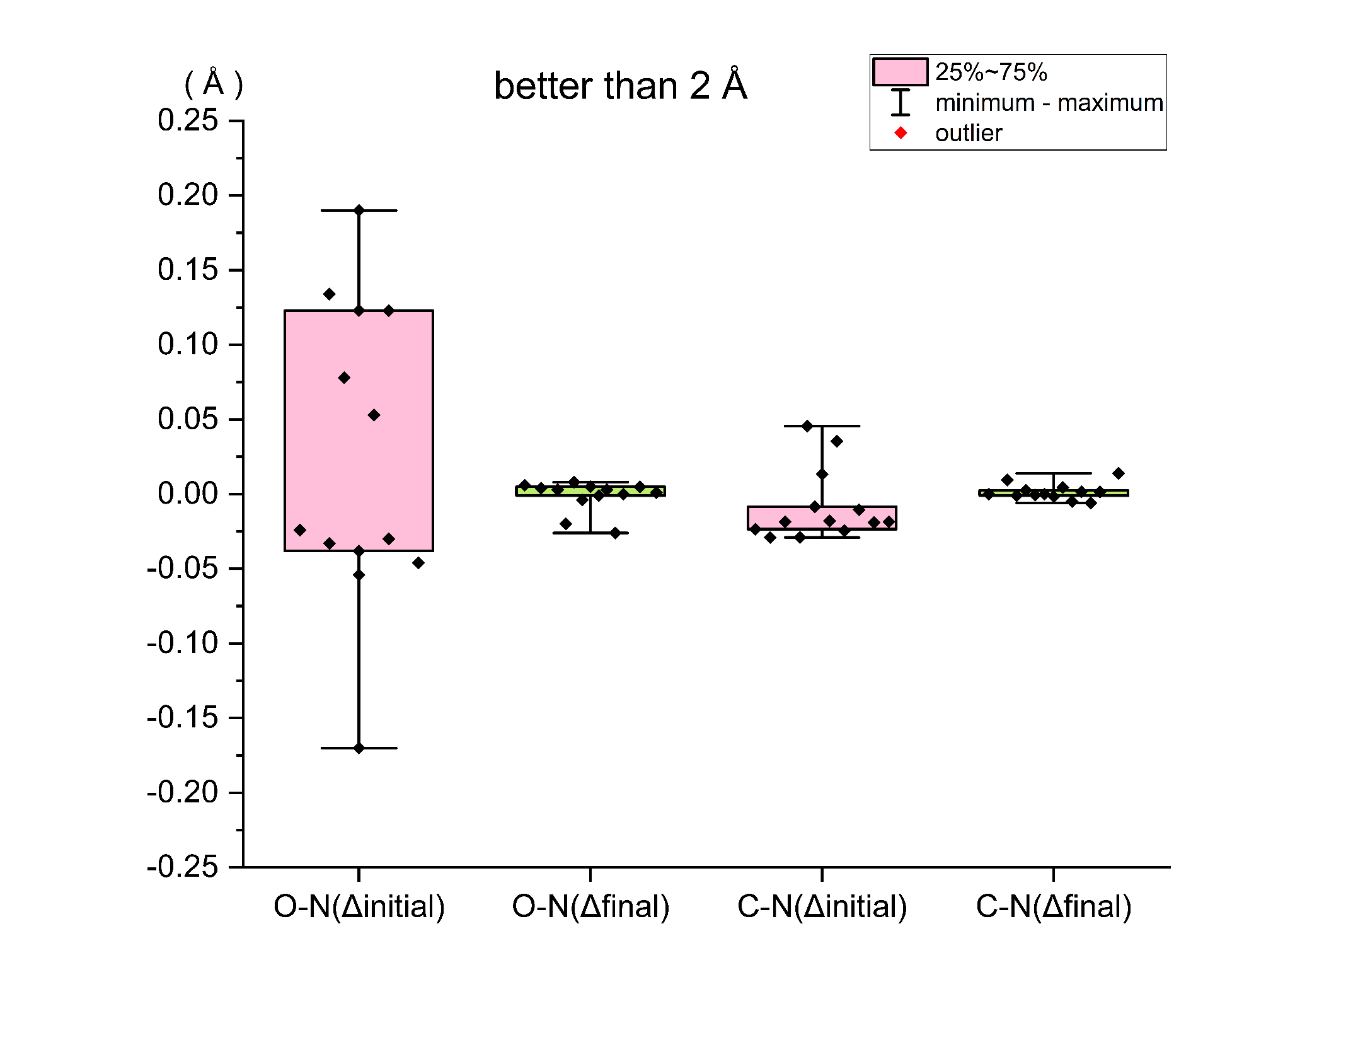 ( Å )
better than 2 Å
25%~75%
minimum - maximum
outlier
0.25
0.20
0.15
0.10
0.05
0.00
-0.05
-0.10
-0.15
-0.20
-0.25
O-N(Δinitial)
O-N(Δfinal)
C-N(Δinitial)
C-N(Δfinal)